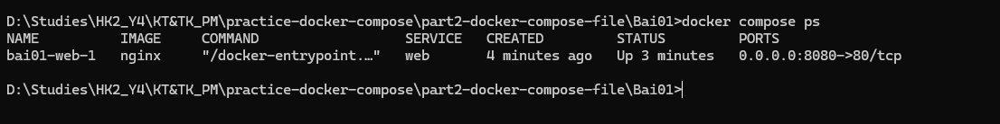 D:\Studies\HK2_Y4\KT&TK_PM\practice-docker-compose\part2-docker-compose-file\Bai01>docker compose ps
NAME IMAGE COMMAND SERVICE CREATED STATUS PORTS
bai01-web-1 nginx "/docker-entrypoint.…" web 4 minutes ago Up 3 minutes 0.0.0.0:8080->80/tcp
D:\Studies\HK2_Y4\KT&TK_PM\practice-docker-compose\part2-docker-compose-file\Bai01>